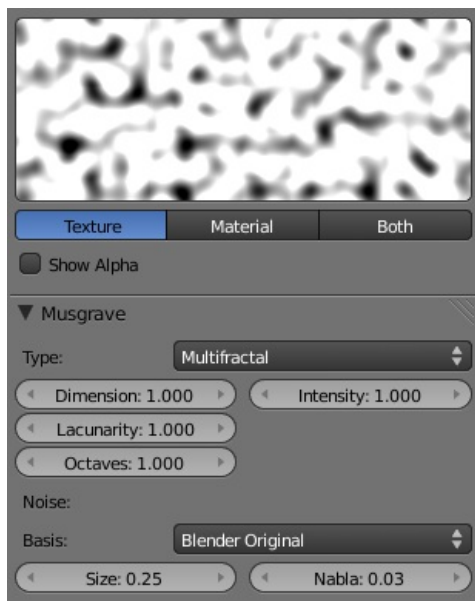 Texture Material Both
Show Alpha
Musgrave
Type: Multifractal
Dimension: 1.000 Intensity: 1.000
Lacunarity: 1.000
Octaves: 1.000
Noise:
Basis: Blender Original
Size: 0.25 Nabla: 0.03